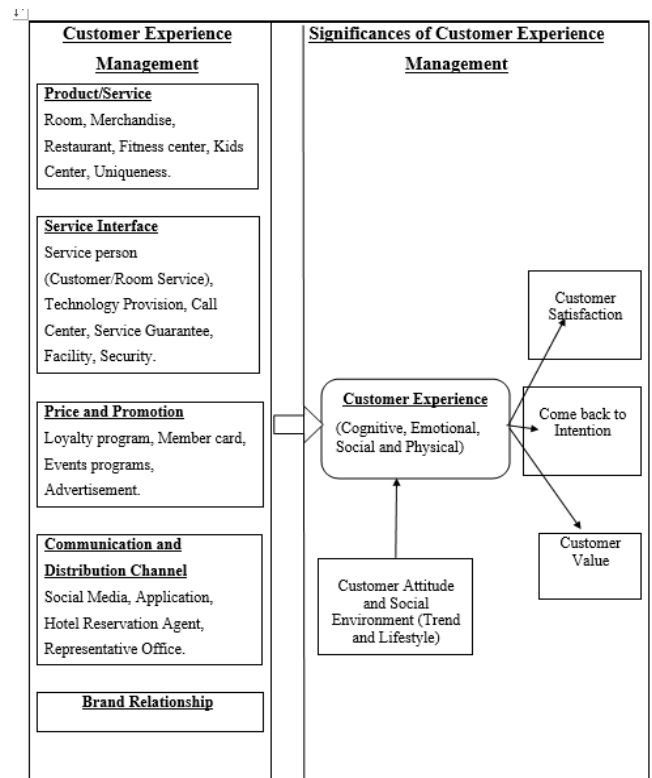 Customer Experience
Management
Product/Service
Room, Merchandise,
Restaurant, Fitness center, Kids
Center, Uniqueness.
Service Interface
Service person
(Customer/Room Service),
Technology Provision, Call
Center, Service Guarantee,
Facility, Security.
Price and Promotion
Loyalty program, Member card,
Events programs,
Advertisement.
Communication and
Distribution Channel
Social Media, Application,
Hotel Reservation Agent,
Representative Office.
Brand Relationship
Significances of Customer Experience
Management
Customer Experience
(Cognitive, Emotional,
Social and Physical)
Customer Attitude
and Social
Environment (Trend
and Lifestyle)
Customer
Satisfaction
Come back to
Intention
Customer
Value